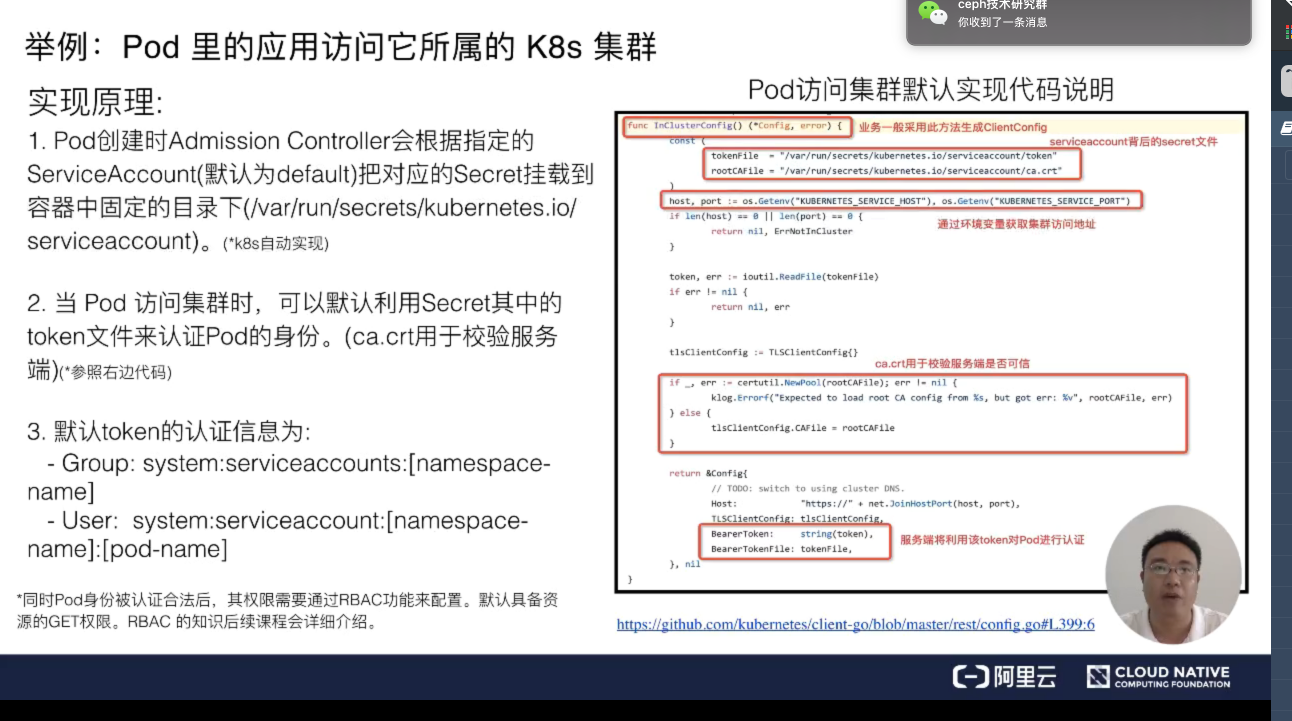 ceph技术研究群
你收到了一条消息
举例：Pod 里的应用访问它所属的 K8s 集群
实现原理:
1. Pod创建时Admission Controller会根据指定的
ServiceAccount(默认为default)把对应的Secret挂载到
容器中固定的目录下(/var/run/secrets/kubernetes.io/
serviceaccount)。(*k8s自动实现)
2. 当 Pod 访问集群时，可以默认利用Secret其中的
token文件来认证Pod的身份。(ca.crt用于校验服务
端)(*参照右边代码)
3. 默认token的认证信息为:
- Group: system:serviceaccounts:[namespace-
name]
- User: system:serviceaccount:[namespace-
name]:[pod-name]
*同时Pod身份被认证合法后，其权限需要通过RBAC功能来配置。默认具备资
源的GET权限。RBAC 的知识后续课程会详细介绍。
Pod访问集群默认实现代码说明
func InClusterConfig() (*Config, error) { 业务一般采用此方法生成ClientConfig
const ( serviceaccount背后的secret文件
tokenFile = "/var/run/secrets/kubernetes.io/serviceaccount/token"
rootCAFile = "/var/run/secrets/kubernetes.io/serviceaccount/ca.crt"
)
host, port := os.Getenv("KUBERNETES_SERVICE_HOST"), os.Getenv("KUBERNETES_SERVICE_PORT")
if len(host) == 0 || len(port) == 0 { 通过环境变量获取集群访问地址
return nil, ErrNotInCluster
}
token, err := ioutil.ReadFile(tokenFile)
if err != nil {
return nil, err
}
tlsClientConfig := TLSClientConfig{}
ca.crt用于校验服务端是否可信
if _, err := certutil.NewPool(rootCAFile); err != nil {
klog.Errorf("Expected to load root CA config from %s, but got err: %v", rootCAFile, err)
} else {
tlsClientConfig.CAFile = rootCAFile
}
return &Config{
// TODO: switch to using cluster DNS.
Host: "https://" + net.JoinHostPort(host, port),
TLSClientConfig: tlsClientConfig,
BearerToken: string(token), 服务端将利用该token对Pod进行认证
BearerTokenFile: tokenFile,
}, nil
}
https://github.com/kubernetes/client-go/blob/master/rest/config.go#L399:6
阿里云
CLOUD NATIVE
COMPUTING FOUNDATION